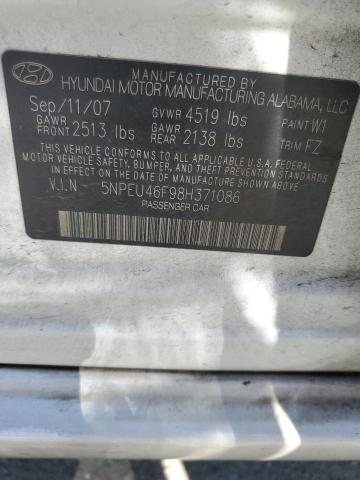 MANUFACTURED BY
HYUNDAI MOTOR MANUFACTURING ALABAMA, LLC
Sep/11/07 GVWR 4519 lbs PAINT W1
GAWR FRONT 2513 lbs GAWR REAR 2138 lbs TRIM FZ
THIS VEHICLE CONFORMS TO ALL APPLICABLE U.S.A. FEDERAL
MOTOR VEHICLE SAFETY, BUMPER, AND THEFT PREVENTION
STANDARDS IN EFFECT ON THE DATE OF MANUFACTURE SHOWN ABOVE.
V.I.N 5NPEU46F98H371086
PASSENGER CAR